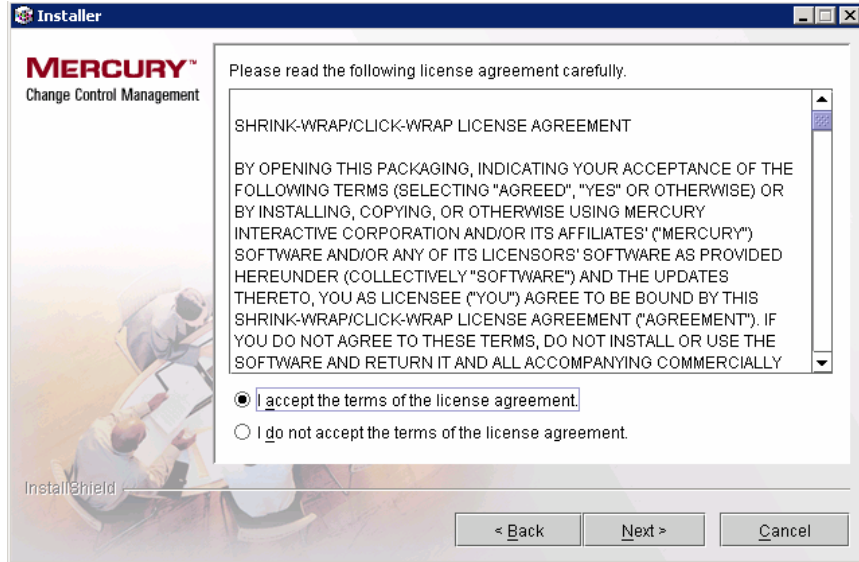 Installer
MERCURY™
Change Control Management
Please read the following license agreement carefully.
SHRINK-WRAP/CLICK-WRAP LICENSE AGREEMENT
BY OPENING THIS PACKAGING, INDICATING YOUR ACCEPTANCE OF THE
FOLLOWING TERMS (SELECTING "AGREED", "YES" OR OTHERWISE) OR
BY INSTALLING, COPYING, OR OTHERWISE USING MERCURY
INTERACTIVE CORPORATION AND/OR ITS AFFILIATES' ("MERCURY")
SOFTWARE AND/OR ANY OF ITS LICENSORS' SOFTWARE AS PROVIDED
HEREUNDER (COLLECTIVELY "SOFTWARE") AND THE UPDATES
THERETO, YOU AS LICENSEE ("YOU") AGREE TO BE BOUND BY THIS
SHRINK-WRAP/CLICK-WRAP LICENSE AGREEMENT ("AGREEMENT"). IF
YOU DO NOT AGREE TO THESE TERMS, DO NOT INSTALL OR USE THE
SOFTWARE AND RETURN IT AND ALL ACCOMPANYING COMMERCIALLY
I accept the terms of the license agreement.
I do not accept the terms of the license agreement.
InstallShield
< Back
Next >
Cancel